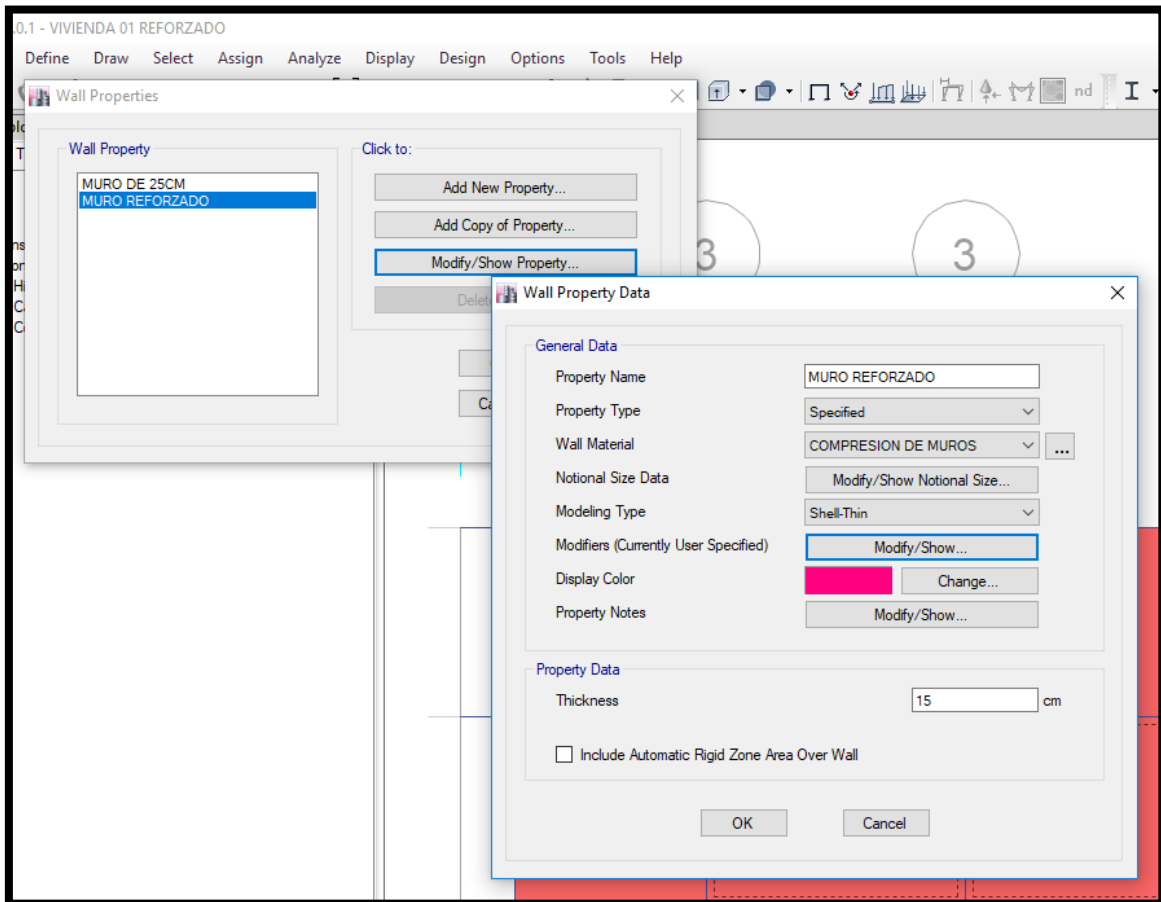 .0.1 - VIVIENDA 01 REFORZADO
Define Draw Select Assign Analyze Display Design Options Tools Help
nd
Wall Properties
Wall Property
MURO DE 25CM
MURO REFORZADO
Click to:
Add New Property...
Add Copy of Property...
Modify/Show Property...
Delet
Ca
3 3
Wall Property Data
General Data
Property Name MURO REFORZADO
Property Type Specified
Wall Material COMPRESION DE MUROS ...
Notional Size Data Modify/Show Notional Size...
Modeling Type Shell-Thin
Modifiers (Currently User Specified) Modify/Show...
Display Color Change...
Property Notes Modify/Show...
Property Data
Thickness 15 cm
Include Automatic Rigid Zone Area Over Wall
OK Cancel